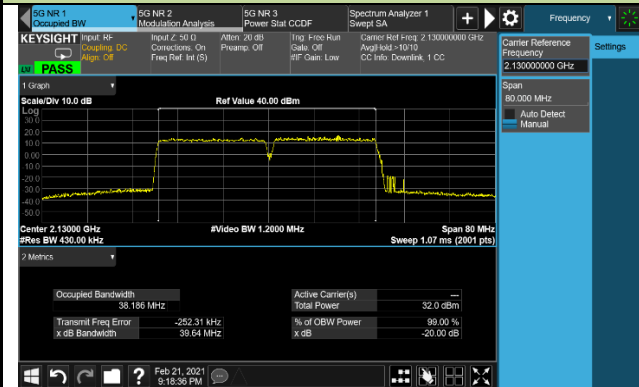 5G NR 1
Occupied BW
5G NR 2
Modulation Analysis
5G NR 3
Power Stat CCDF
Spectrum Analyzer 1
Swept SA
Frequency
KEYSIGHT
Input: RF
Coupling: DC
Align: Off
Input Z: 50 Ω
Corrections: On
Freq Ref: Int (S)
Atten: 20 dB
Preamp: Off
Trig: Free Run
Gate: Off
#IF Gain: Low
Carrier Ref Freq: 2.130000000 GHz
Avg|Hold:>10/10
CC Info: Downlink, 1 CC
PASS
1 Graph
Scale/Div 10.0 dB
Ref Value 40.00 dBm
Log
30.0
20.0
10.0
0.00
-10.0
-20.0
-30.0
-40.0
-50.0
Center 2.13000 GHz
#Video BW 1.2000 MHz
Span 80 MHz
#Res BW 430.00 kHz
Sweep 1.07 ms (2001 pts)
2 Metrics
Occupied Bandwidth
38.186 MHz
Active Carrier(s)
---
Total Power
32.0 dBm
Transmit Freq Error
-252.31 kHz
x dB Bandwidth
39.64 MHz
% of OBW Power
99.00 %
x dB
-20.00 dB
Carrier Reference
Frequency
2.130000000 GHz
Settings
Span
80.000 MHz
Auto Detect
Manual
?
Feb 21, 2021
9:18:36 PM